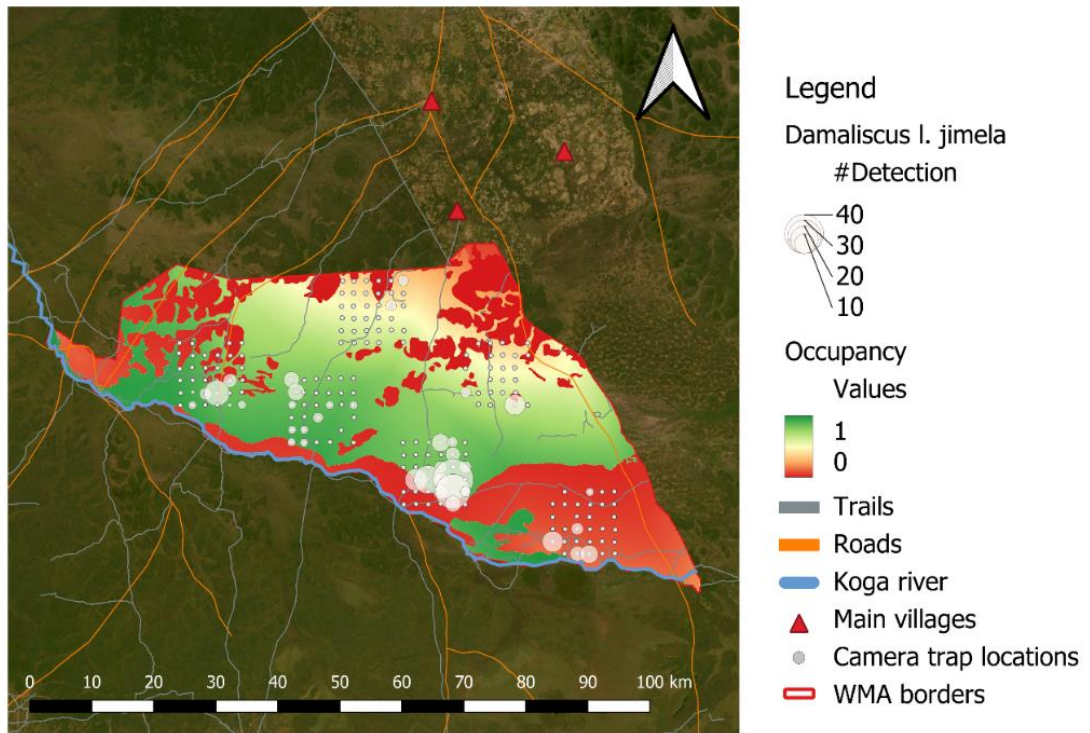 Legend
Damaliscus l. jimela
#Detection
40
30
20
10
Occupancy
Values
1
0
Trails
Roads
Koga river
Main villages
Camera trap locations
WMA borders
0 10 20 30 40 50 60 70 80 90 100 km